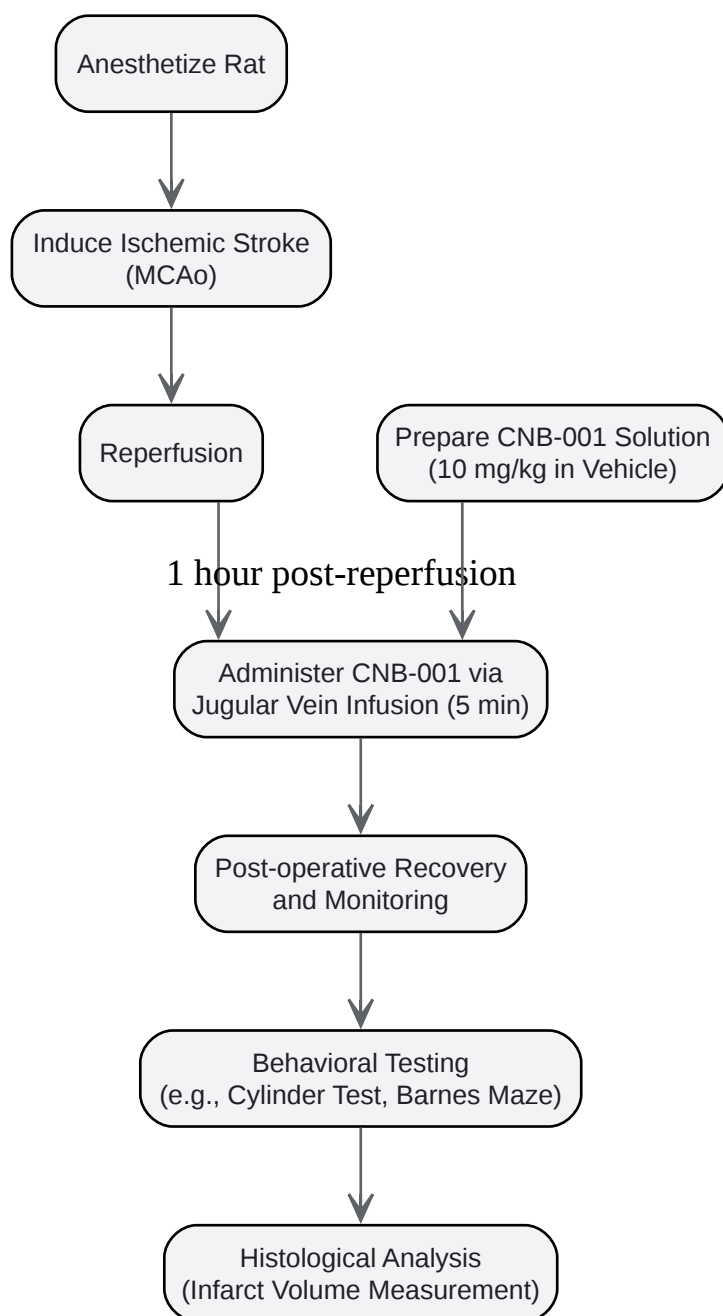 Anesthetize Rat
Induce Ischemic Stroke
(MCAo)
Reperfusion
Prepare CNB-001 Solution
(10 mg/kg in Vehicle)
1 hour post-reperfusion
Administer CNB-001 via
Jugular Vein Infusion (5 min)
Post-operative Recovery
and Monitoring
Behavioral Testing
(e.g., Cylinder Test, Barnes Maze)
Histological Analysis
(Infarct Volume Measurement)